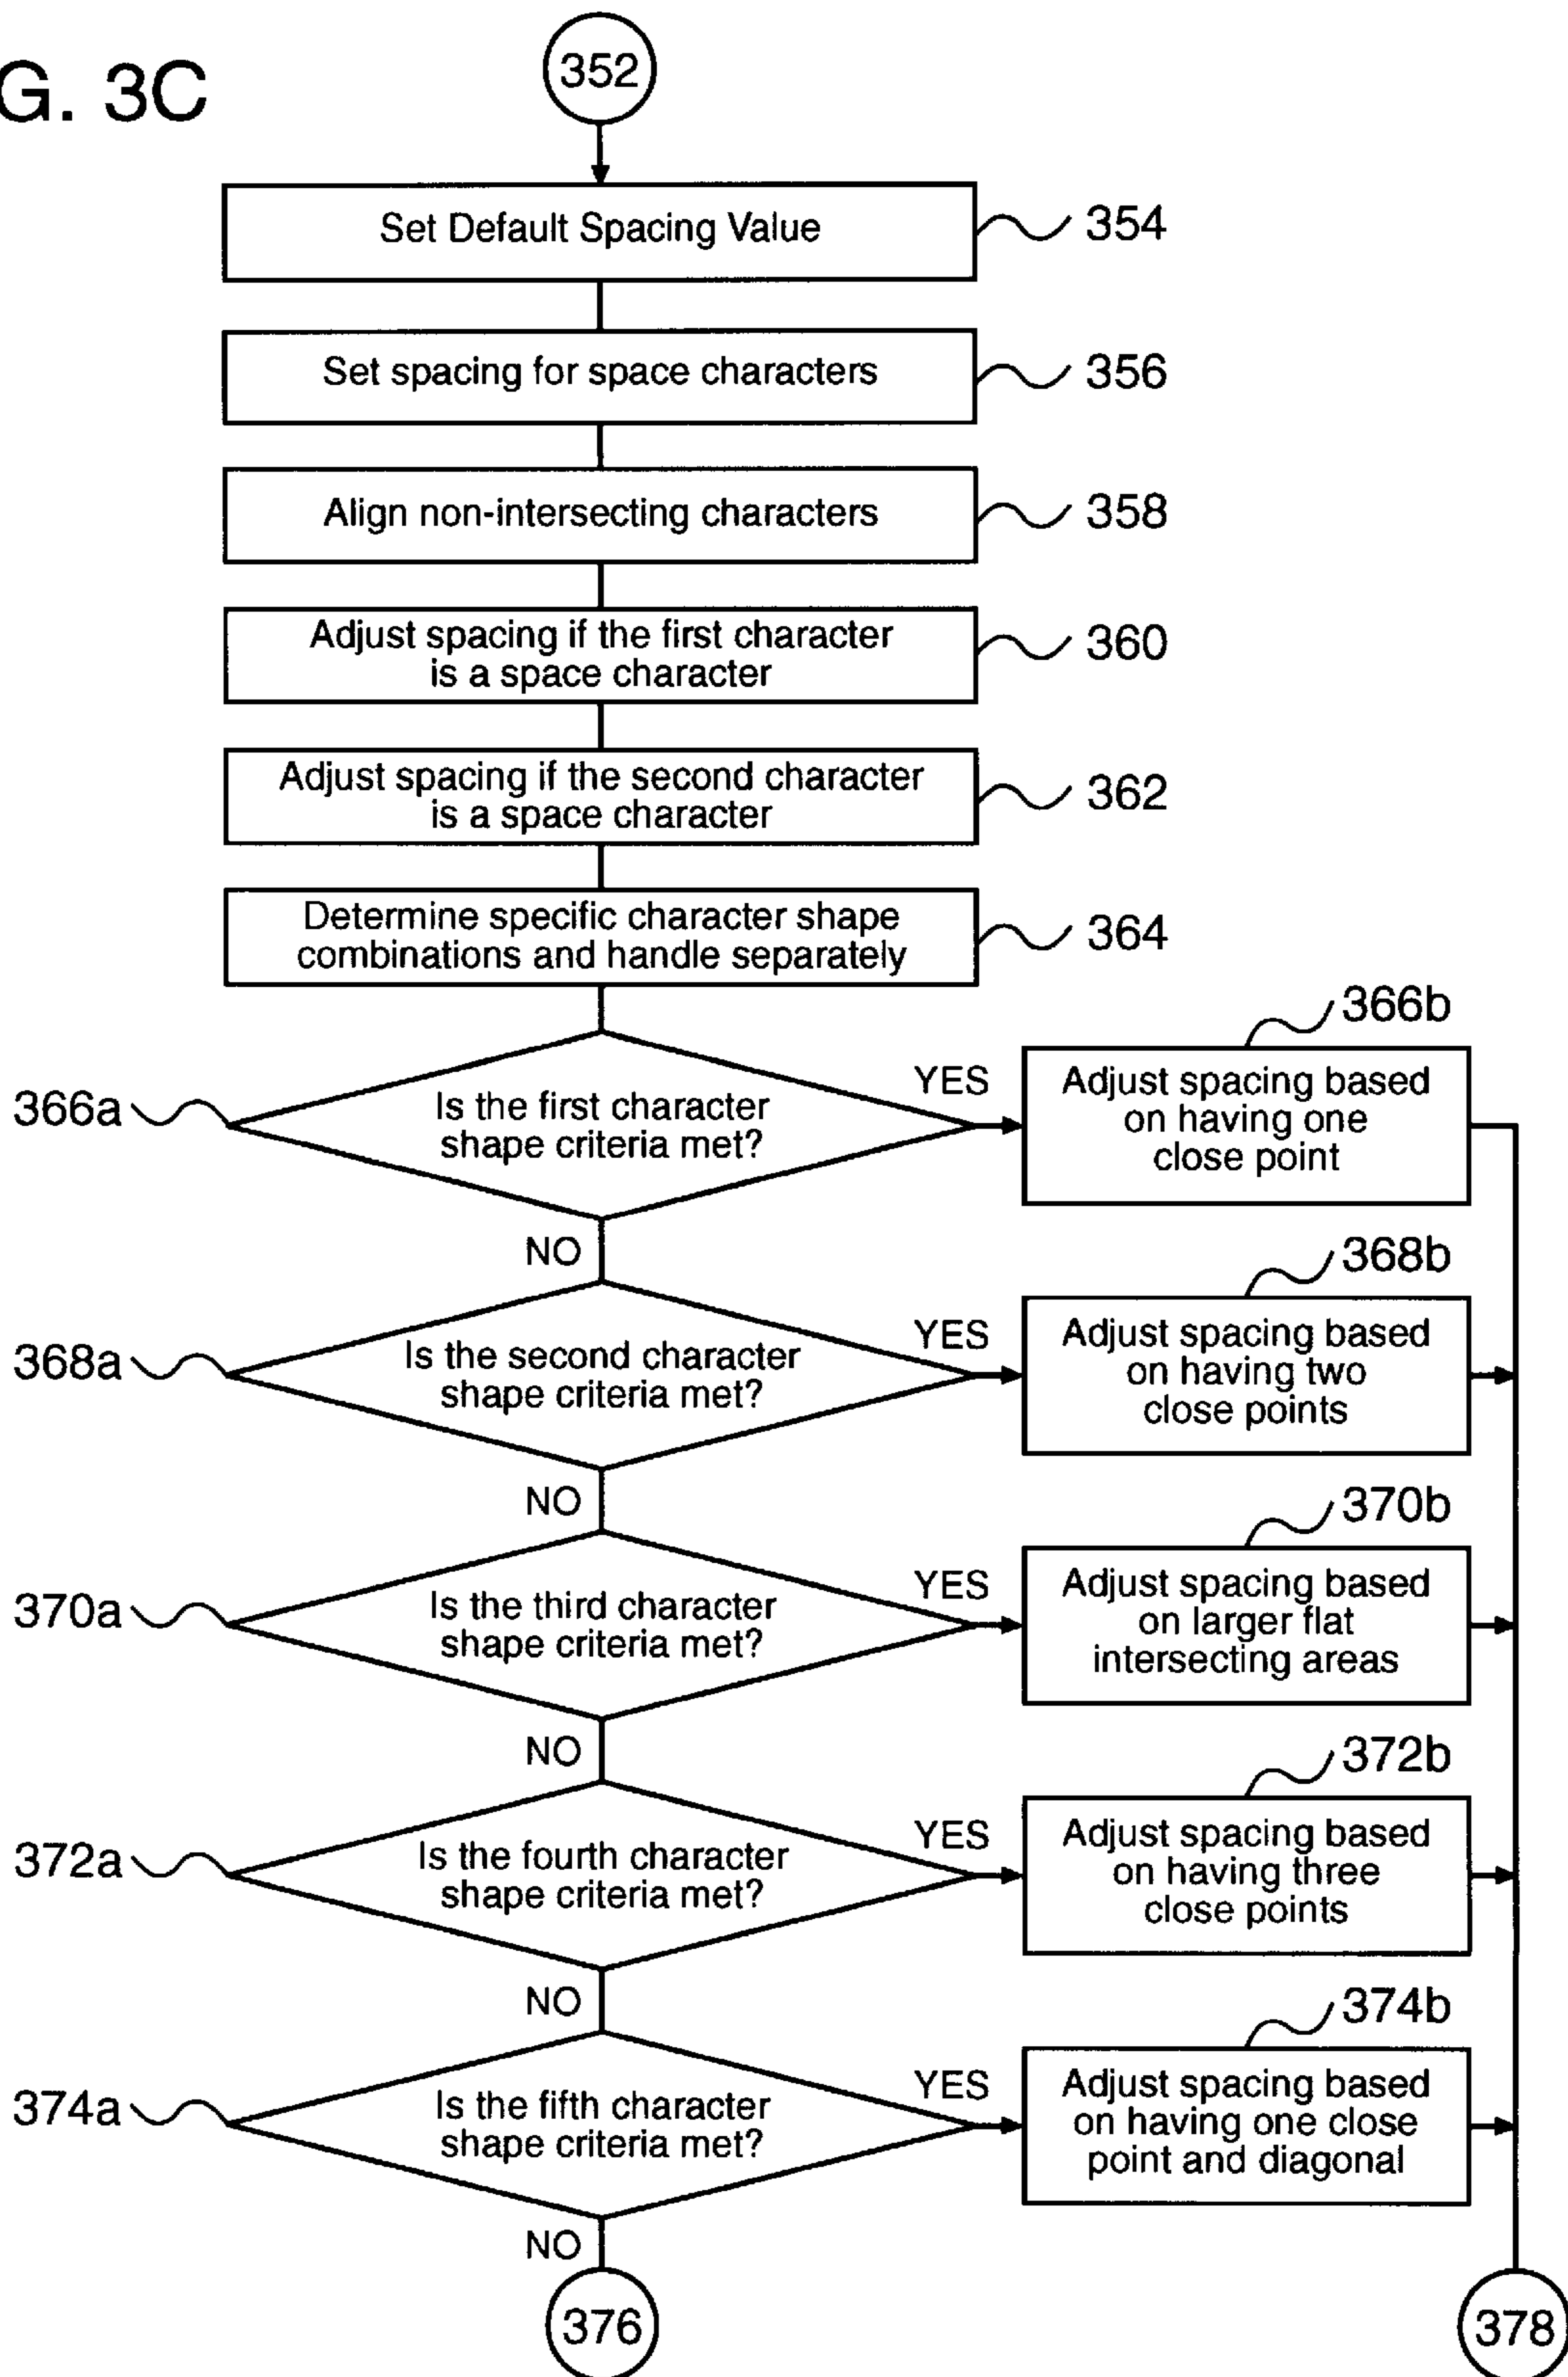 G. 3C
352
Set Default Spacing Value
354
Set spacing for space characters
356
Align non-intersecting characters
358
Adjust spacing if the first character
is a space character
360
Adjust spacing if the second character
is a space character
362
Determine specific character shape
combinations and handle separately
364
366a
Is the first character
shape criteria met?
YES
366b
Adjust spacing based
on having one
close point
NO
368a
Is the second character
shape criteria met?
YES
368b
Adjust spacing based
on having two
close points
NO
370a
Is the third character
shape criteria met?
YES
370b
Adjust spacing based
on larger flat
intersecting areas
NO
372a
Is the fourth character
shape criteria met?
YES
372b
Adjust spacing based
on having three
close points
NO
374a
Is the fifth character
shape criteria met?
YES
374b
Adjust spacing based
on having one close
point and diagonal
NO
376
378